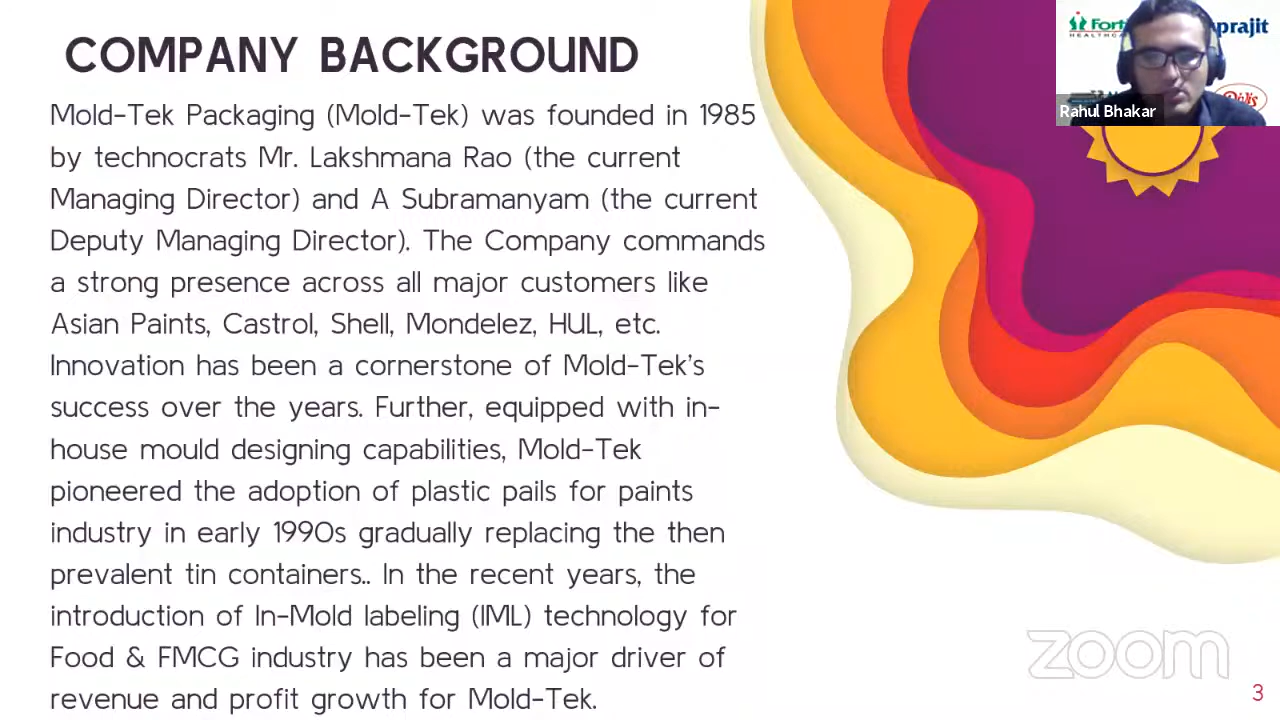 COMPANY BACKGROUND
Mold-Tek Packaging (Mold-Tek) was founded in 1985
by technocrats Mr. Lakshmana Rao (the current
Managing Director) and A Subramanyam (the current
Deputy Managing Director). The Company commands
a strong presence across all major customers like
Asian Paints, Castrol, Shell, Mondelez, HUL, etc.
Innovation has been a cornerstone of Mold-Tek’s
success over the years. Further, equipped with in-
house mould designing capabilities, Mold-Tek
pioneered the adoption of plastic pails for paints
industry in early 1990s gradually replacing the then
prevalent tin containers.. In the recent years, the
introduction of In-Mold labeling (IML) technology for
Food & FMCG industry has been a major driver of
revenue and profit growth for Mold-Tek.
Rahul Bhakar
zoom
3